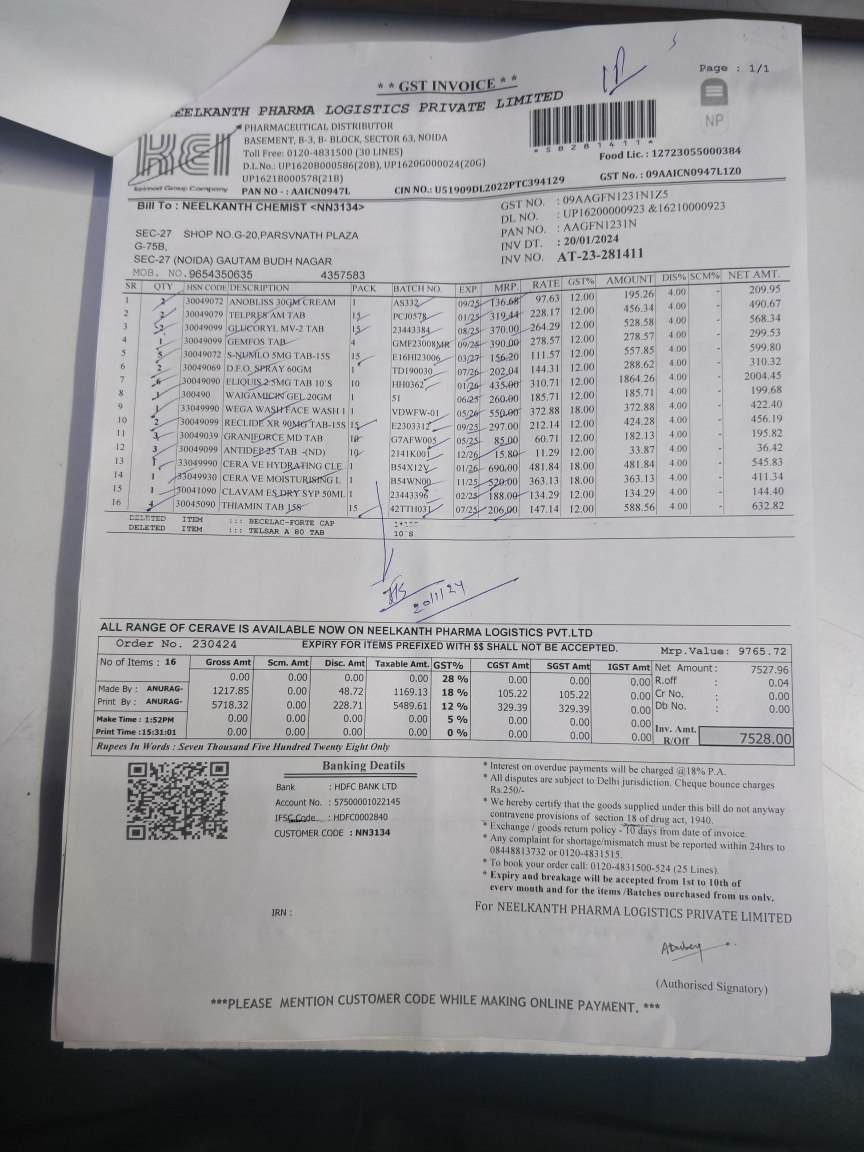 Page : 1/1
** GST INVOICE **
NEELKANTH PHARMA LOGISTICS PRIVATE LIMITED
NP
KEI
Keimed Group Company
PHARMACEUTICAL DISTRIBUTOR
BASEMENT, B-3, B- BLOCK, SECTOR 63, NOIDA
Toll Free: 0120-4831500 (30 LINES)
D.L.No.: UP1620B000586(20B), UP1620G000024(20G)
UP1621B000578(21B)
PAN NO - : AAICN0947L
CIN NO.: U51909DL2022PTC394129
*S8281411*
Food Lic. : 12723055000384
GST No. : 09AAICN0947L1Z0
Bill To : NEELKANTH CHEMIST <NN3134>
SEC-27 SHOP NO.G-20,PARSVNATH PLAZA
G-75B,
SEC-27 (NOIDA) GAUTAM BUDH NAGAR
MOB. NO.9654350635 4357583
GST NO. : 09AAGFN1231N1Z5
DL NO. : UP16200000923 &16210000923
PAN NO. : AAGFN1231N
INV DT. : 20/01/2024
INV NO. AT-23-281411
SR QTY HSN CODE DESCRIPTION PACK BATCH NO. EXP. MRP. RATE GST% AMOUNT DIS% SCM% NET AMT.
1 2 30049072 ANOBLISS 30GM CREAM 1 AS332 09/25 136.68 97.63 12.00 195.26 4.00 - 209.95
2 2 30049079 TELPRES AM TAB 15 PCJ0578 01/25 319.44 228.17 12.00 456.34 4.00 - 490.67
3 2 30049099 GLUCORYL MV-2 TAB 15 23443384 08/25 370.00 264.29 12.00 528.58 4.00 - 568.34
4 1 30049099 GEMFOS TAB 4 GMF23008MR 09/26 390.00 278.57 12.00 278.57 4.00 - 299.53
5 5 30049072 S-NUMLO 5MG TAB-15S 15 E16HI23006 03/27 156.20 111.57 12.00 557.85 4.00 - 599.80
6 2 30049069 D.F.O. SPRAY 60GM 1 TD190030 07/26 202.04 144.31 12.00 288.62 4.00 - 310.32
7 6 30049090 ELIQUIS 2.5MG TAB 10`S 10 HH0362 01/26 435.00 310.71 12.00 1864.26 4.00 - 2004.45
8 1 300490 WAIGAMICIN GEL 20GM 1 51 06/25 260.00 185.71 12.00 185.71 4.00 - 199.68
9 1 33049990 WEGA WASH FACE WASH 1 1 VDWFW-01 05/26 550.00 372.88 18.00 372.88 4.00 - 422.40
10 2 30049099 RECLIDE XR 90MG TAB-15S 15 E2303312 09/25 297.00 212.14 12.00 424.28 4.00 - 456.19
11 3 30049039 GRANIFORCE MD TAB 10 G7AFW005 05/25 85.00 60.71 12.00 182.13 4.00 - 195.82
12 3 30049099 ANTIDEP 25 TAB -(ND) 10 2141K001 12/26 15.80 11.29 12.00 33.87 4.00 - 36.42
13 1 33049990 CERA VE HYDRATING CLE 1 B54X12V 01/26 690.00 481.84 18.00 481.84 4.00 - 545.83
14 1 33049930 CERA VE MOISTURISING L 1 B54WN00 11/25 520.00 363.13 18.00 363.13 4.00 - 411.34
15 1 30041090 CLAVAM ES DRY SYP 50ML 1 23443396 02/25 188.00 134.29 12.00 134.29 4.00 - 144.40
16 4 30045090 THIAMIN TAB 15S 15 42TTH031 07/25 206.00 147.14 12.00 588.56 4.00 - 632.82
DELETED ITEM ::: BECELAC-FORTE CAP
DELETED ITEM ::: TELSAR A 80 TAB 10`S
20/1/24
ALL RANGE OF CERAVE IS AVAILABLE NOW ON NEELKANTH PHARMA LOGISTICS PVT.LTD
Order No. 230424 EXPIRY FOR ITEMS PREFIXED WITH $$ SHALL NOT BE ACCEPTED. Mrp.Value: 9765.72
No of Items : 16 Gross Amt Scm. Amt Disc. Amt Taxable Amt. GST% CGST Amt SGST Amt IGST Amt Net Amount : 7527.96
0.00 0.00 0.00 0.00 28 % 0.00 0.00 0.00 R.off : 0.04
Made By : ANURAG- 1217.85 0.00 48.72 1169.13 18 % 105.22 105.22 0.00 Cr No. : 0.00
Print By : ANURAG- 5718.32 0.00 228.71 5489.61 12 % 329.39 329.39 0.00 Db No. : 0.00
Make Time : 1:52PM 0.00 0.00 0.00 0.00 5 % 0.00 0.00 0.00 Inv. Amt.
Print Time :15:31:01 0.00 0.00 0.00 0.00 0 % 0.00 0.00 0.00 R/Off 7528.00
Rupees In Words : Seven Thousand Five Hundred Twenty Eight Only
Banking Deatils
Bank : HDFC BANK LTD
Account No. : 57500001022145
IFSC Code : HDFC0002840
CUSTOMER CODE : NN3134
* Interest on overdue payments will be charged @18% P.A.
* All disputes are subject to Delhi jurisdiction. Cheque bounce charges
Rs.250/-
* We hereby certify that the goods supplied under this bill do not anyway
contravene provisions of section 18 of drug act, 1940.
* Exchange / goods return policy - 10 days from date of invoice.
* Any complaint for shortage/mismatch must be reported within 24hrs to
08448813732 or 0120-4831515.
* To book your order call: 0120-4831500-524 (25 Lines).
* Expiry and breakage will be accepted from 1st to 10th of
every month and for the items /Batches purchased from us only.
IRN :
For NEELKANTH PHARMA LOGISTICS PRIVATE LIMITED
ADubey
(Authorised Signatory)
***PLEASE MENTION CUSTOMER CODE WHILE MAKING ONLINE PAYMENT. ***